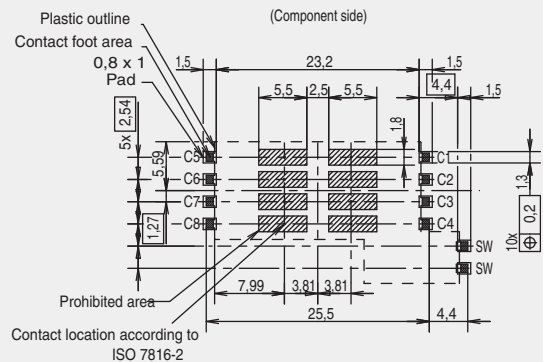 (Component side)
Plastic outline
Contact foot area
0,8 x 1
Pad
1,5
23,2
1,5
4,4
1,5
5,5
2,5
5,5
1,8
5x 2,54
5,59
1,27
C5
C6
C7
C8
C1
C2
C3
C4
SW
SW
1,3
10x
⌖ 0,2
7,99
3,81
3,81
25,5
4,4
Prohibited area
Contact location according to
ISO 7816-2